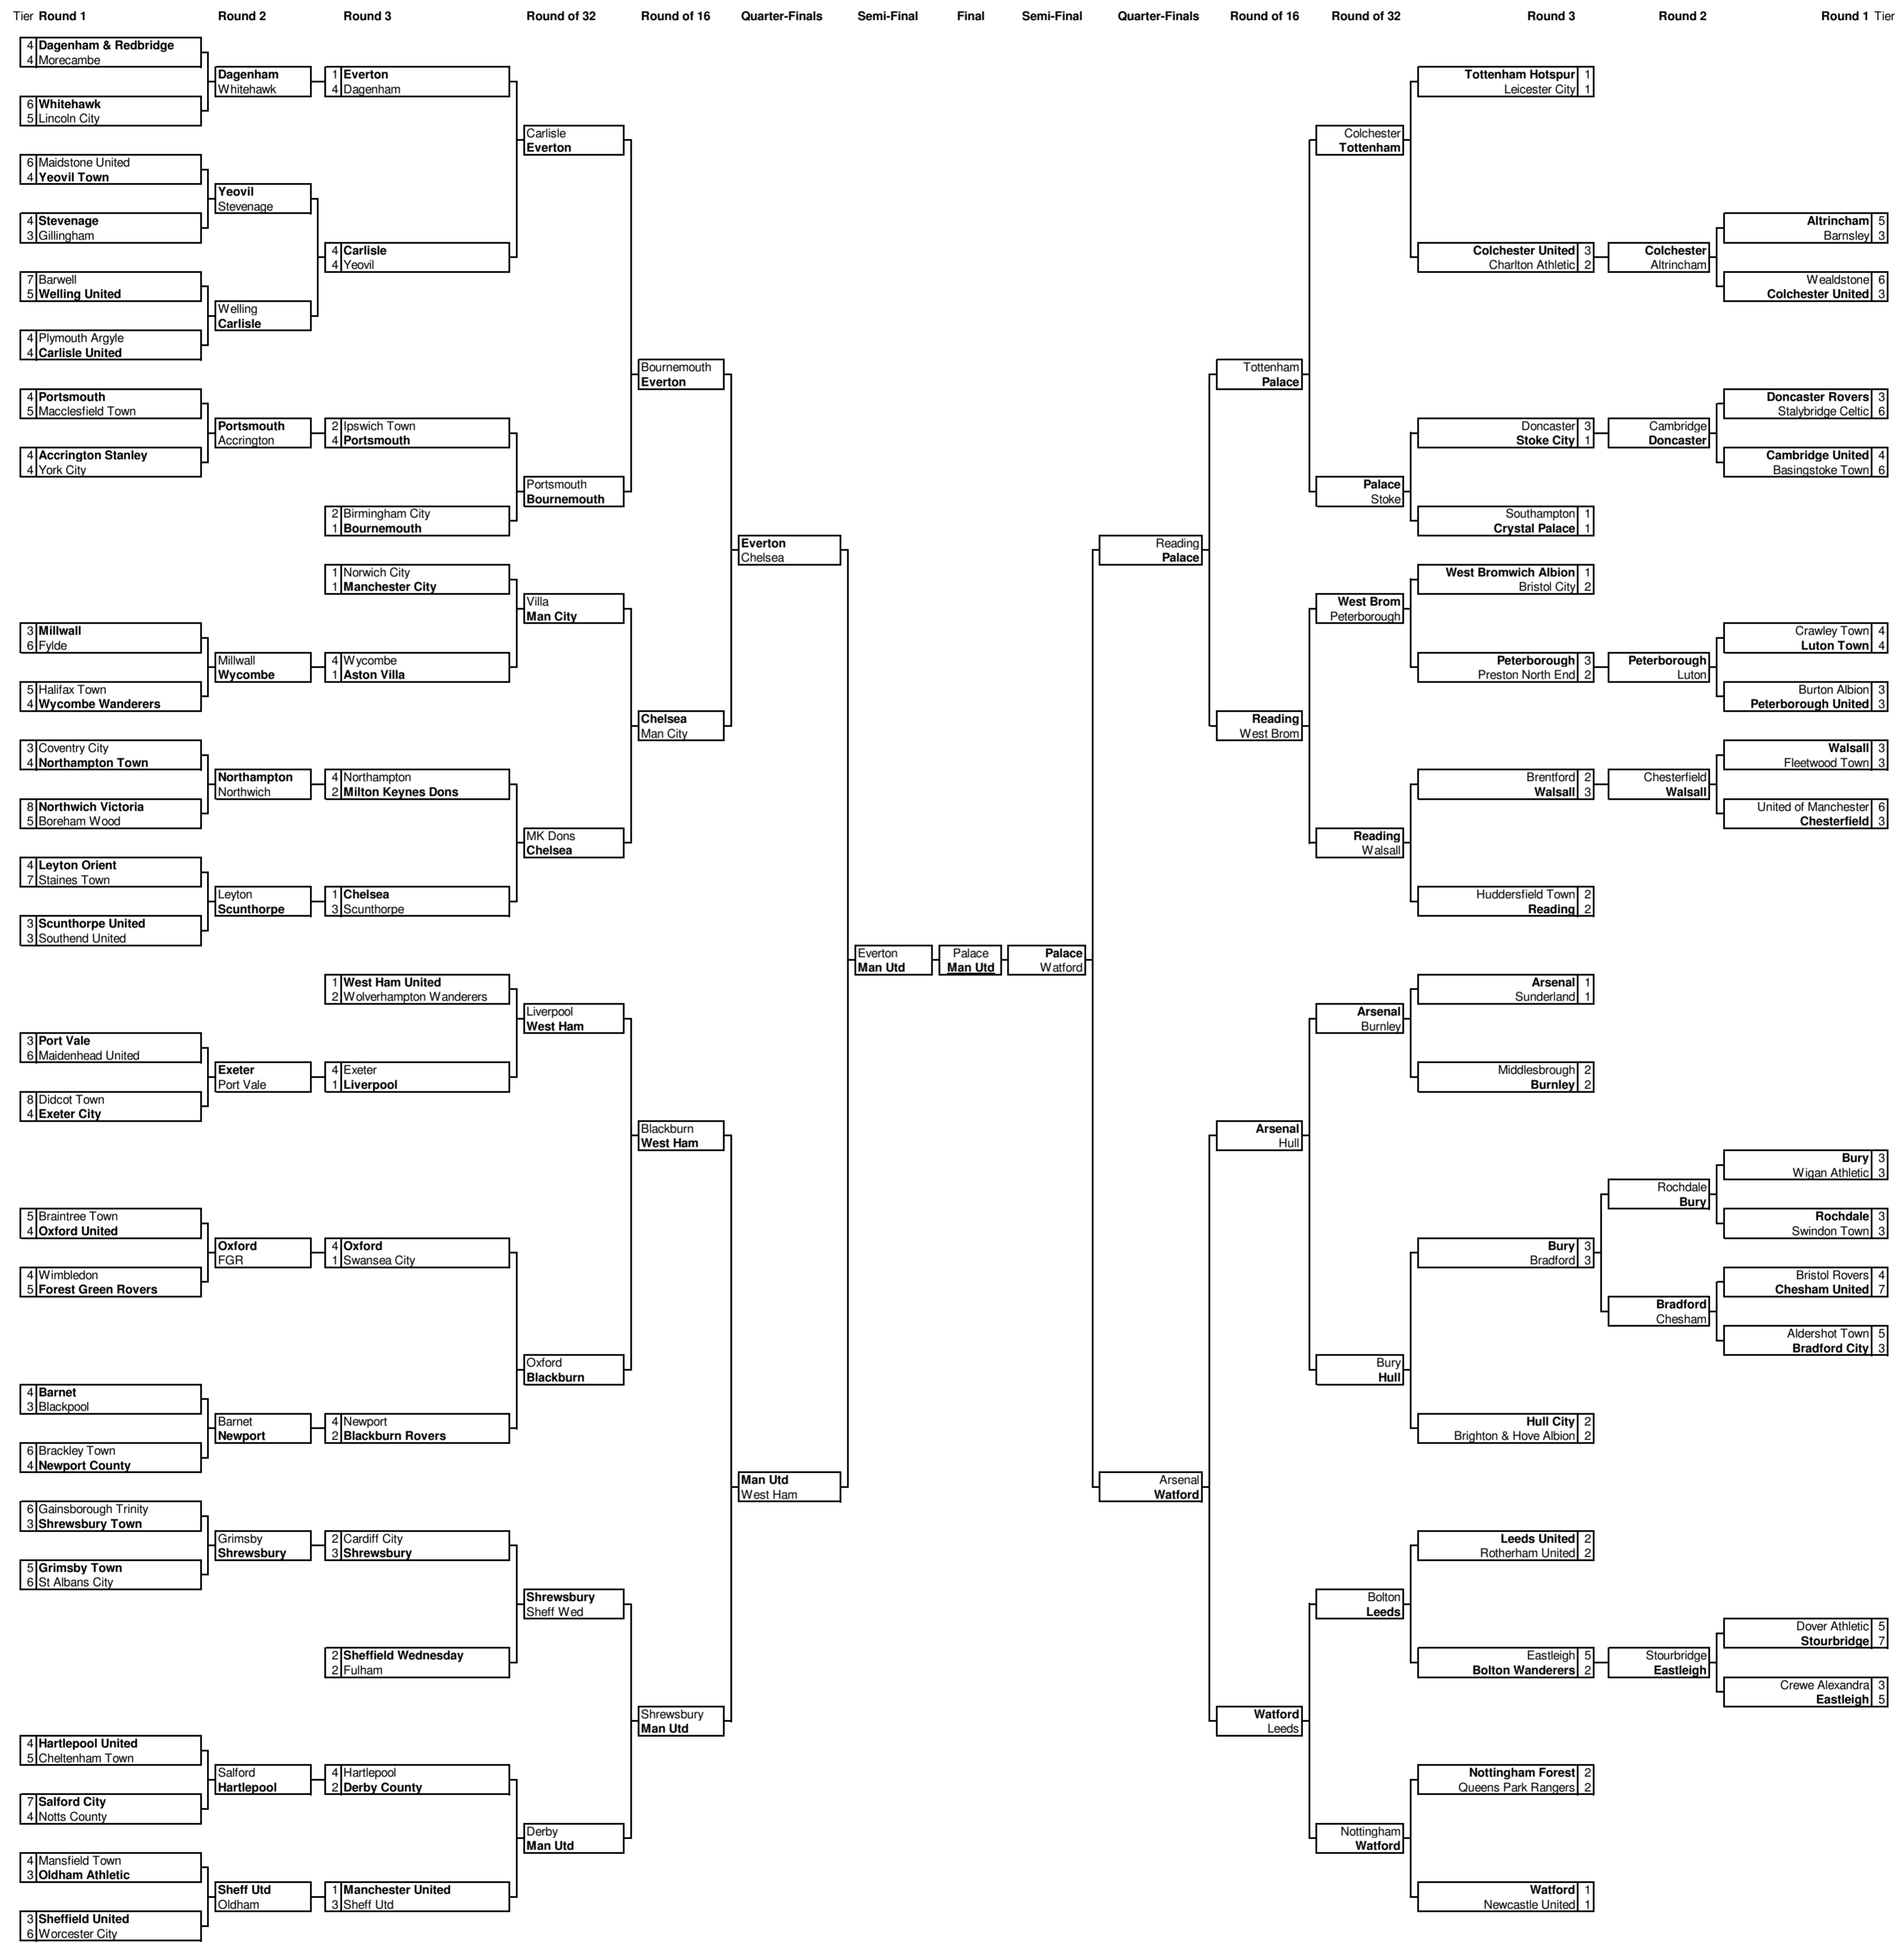 Tier Round 1 Round 2 Round 3 Round of 32 Round of 16 Quarter-Finals Semi-Final Final Semi-Final Quarter-Finals Round of 16 Round of 32 Round 3 Round 2 Round 1 Tier
4 Dagenham & Redbridge
4 Morecambe
6 Whitehawk
5 Lincoln City
6 Maidstone United
4 Yeovil Town
4 Stevenage
3 Gillingham
7 Barwell
5 Welling United
4 Plymouth Argyle
4 Carlisle United
4 Portsmouth
5 Macclesfield Town
4 Accrington Stanley
4 York City
3 Millwall
6 Fylde
5 Halifax Town
4 Wycombe Wanderers
3 Coventry City
4 Northampton Town
8 Northwich Victoria
5 Boreham Wood
4 Leyton Orient
7 Staines Town
3 Scunthorpe United
3 Southend United
3 Port Vale
6 Maidenhead United
8 Didcot Town
4 Exeter City
5 Braintree Town
4 Oxford United
4 Wimbledon
5 Forest Green Rovers
4 Barnet
3 Blackpool
6 Brackley Town
4 Newport County
6 Gainsborough Trinity
3 Shrewsbury Town
5 Grimsby Town
6 St Albans City
4 Hartlepool United
5 Cheltenham Town
7 Salford City
4 Notts County
4 Mansfield Town
3 Oldham Athletic
3 Sheffield United
6 Worcester City
Dagenham
Whitehawk
Yeovil
Stevenage
Welling
Carlisle
Portsmouth
Accrington
Millwall
Wycombe
Northampton
Northwich
Leyton
Scunthorpe
Exeter
Port Vale
Oxford
FGR
Barnet
Newport
Grimsby
Shrewsbury
Salford
Hartlepool
Sheff Utd
Oldham
1 Everton
4 Dagenham
4 Carlisle
4 Yeovil
2 Ipswich Town
4 Portsmouth
2 Birmingham City
1 Bournemouth
1 Norwich City
1 Manchester City
4 Wycombe
1 Aston Villa
4 Northampton
2 Milton Keynes Dons
1 Chelsea
3 Scunthorpe
1 West Ham United
2 Wolverhampton Wanderers
4 Exeter
1 Liverpool
4 Oxford
1 Swansea City
4 Newport
2 Blackburn Rovers
2 Cardiff City
3 Shrewsbury
2 Sheffield Wednesday
2 Fulham
4 Hartlepool
2 Derby County
1 Manchester United
3 Sheff Utd
Carlisle
Everton
Portsmouth
Bournemouth
Villa
Man City
MK Dons
Chelsea
Liverpool
West Ham
Oxford
Blackburn
Shrewsbury
Sheff Wed
Derby
Man Utd
Bournemouth
Everton
Chelsea
Man City
Blackburn
West Ham
Shrewsbury
Man Utd
Everton
Chelsea
Man Utd
West Ham
Everton
Man Utd
Palace
Man Utd
Palace
Watford
Reading
Palace
Arsenal
Watford
Tottenham
Palace
Reading
West Brom
Arsenal
Hull
Watford
Leeds
Colchester
Tottenham
Palace
Stoke
West Brom
Peterborough
Reading
Walsall
Arsenal
Burnley
Bury
Hull
Bolton
Leeds
Nottingham
Watford
Tottenham Hotspur 1
Leicester City 1
Colchester United 3
Charlton Athletic 2
Doncaster 3
Stoke City 1
Southampton 1
Crystal Palace 1
West Bromwich Albion 1
Bristol City 2
Peterborough 3
Preston North End 2
Brentford 2
Walsall 3
Huddersfield Town 2
Reading 2
Arsenal 1
Sunderland 1
Middlesbrough 2
Burnley 2
Bury 3
Bradford 3
Hull City 2
Brighton & Hove Albion 2
Leeds United 2
Rotherham United 2
Eastleigh 5
Bolton Wanderers 2
Nottingham Forest 2
Queens Park Rangers 2
Watford 1
Newcastle United 1
Colchester
Altrincham
Cambridge
Doncaster
Peterborough
Luton
Chesterfield
Walsall
Rochdale
Bury
Bradford
Chesham
Stourbridge
Eastleigh
Altrincham 5
Barnsley 3
Wealdstone 6
Colchester United 3
Doncaster Rovers 3
Stalybridge Celtic 6
Cambridge United 4
Basingstoke Town 6
Crawley Town 4
Luton Town 4
Burton Albion 3
Peterborough United 3
Walsall 3
Fleetwood Town 3
United of Manchester 6
Chesterfield 3
Bury 3
Wigan Athletic 3
Rochdale 3
Swindon Town 3
Bristol Rovers 4
Chesham United 7
Aldershot Town 5
Bradford City 3
Dover Athletic 5
Stourbridge 7
Crewe Alexandra 3
Eastleigh 5